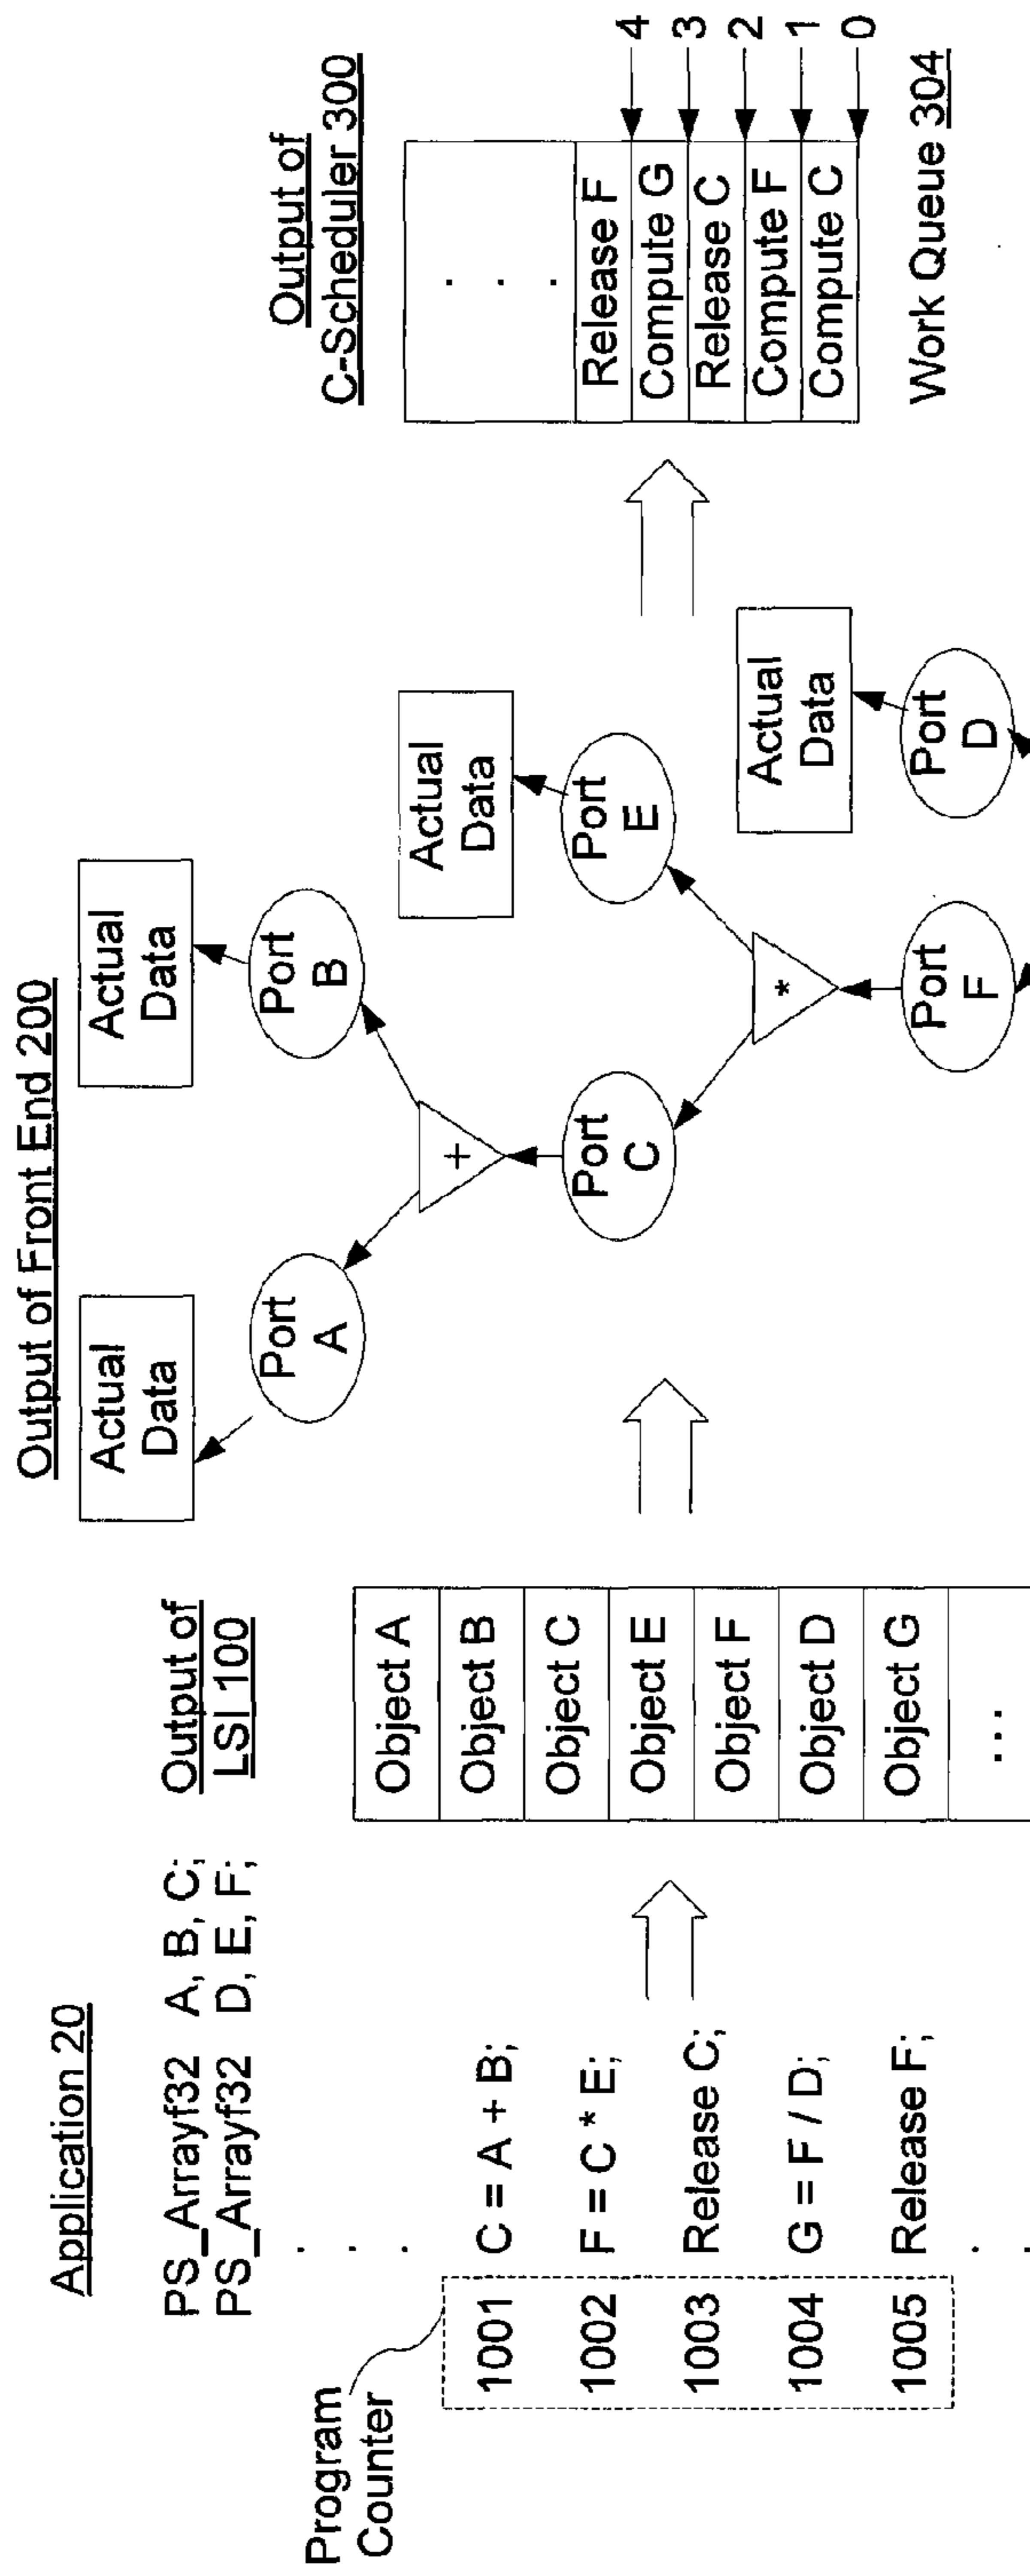 Application 20
PS_Arrayf32 A, B, C;
PS_Arrayf32 D, E, F;
.
.
.
Program
Counter
1001 C = A + B;
1002 F = C * E;
1003 Release C;
1004 G = F / D;
1005 Release F;
.
.
Output of
LSI 100
Object A
Object B
Object C
Object E
Object F
Object D
Object G
...
Output of Front End 200
Actual
Data
Actual
Data
Port
A
Port
B
+
Actual
Data
Port
C
Port
E
*
Actual
Data
Port
F
Port
D
Output of
C-Scheduler 300
.
.
.
Release F
4
Compute G
3
Release C
2
Compute F
1
Compute C
0
Work Queue 304